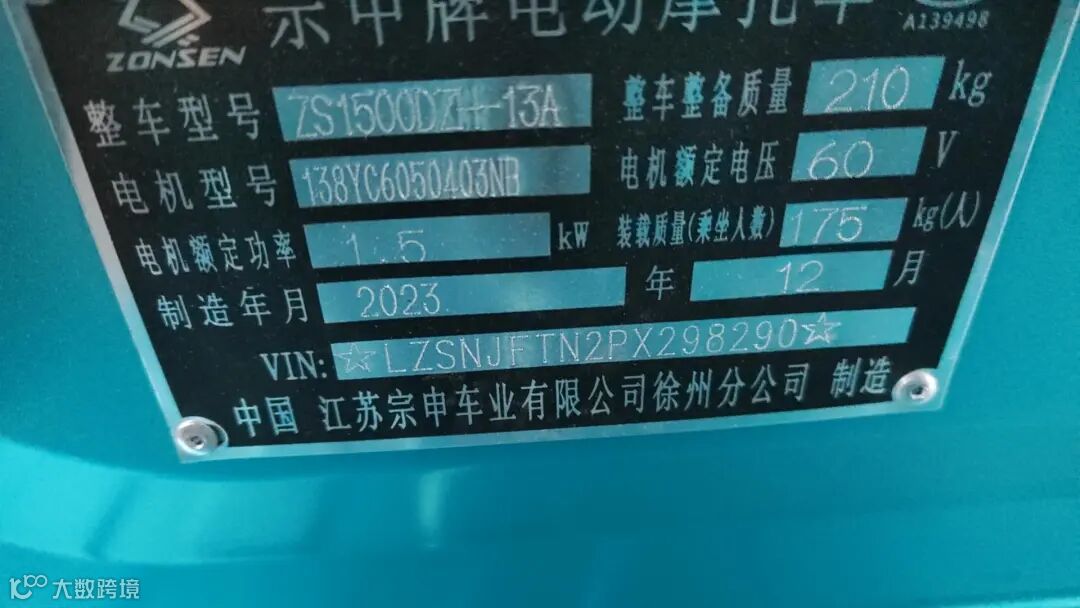 ZONSEN
宗申牌电动摩托车
A139498
整车型号 ZS1500DZH-13A 整车整备质量 210 kg
电机型号 138YC6050403NB 电机额定电压 60 V
电机额定功率 1.5 kW 装载质量(乘坐人数) 175 kg(人)
制造年月 2023 年 12 月
VIN: ☆LZSNJFTN2PX298290☆
中国 江苏宗申车业有限公司徐州分公司 制造
大数跨境